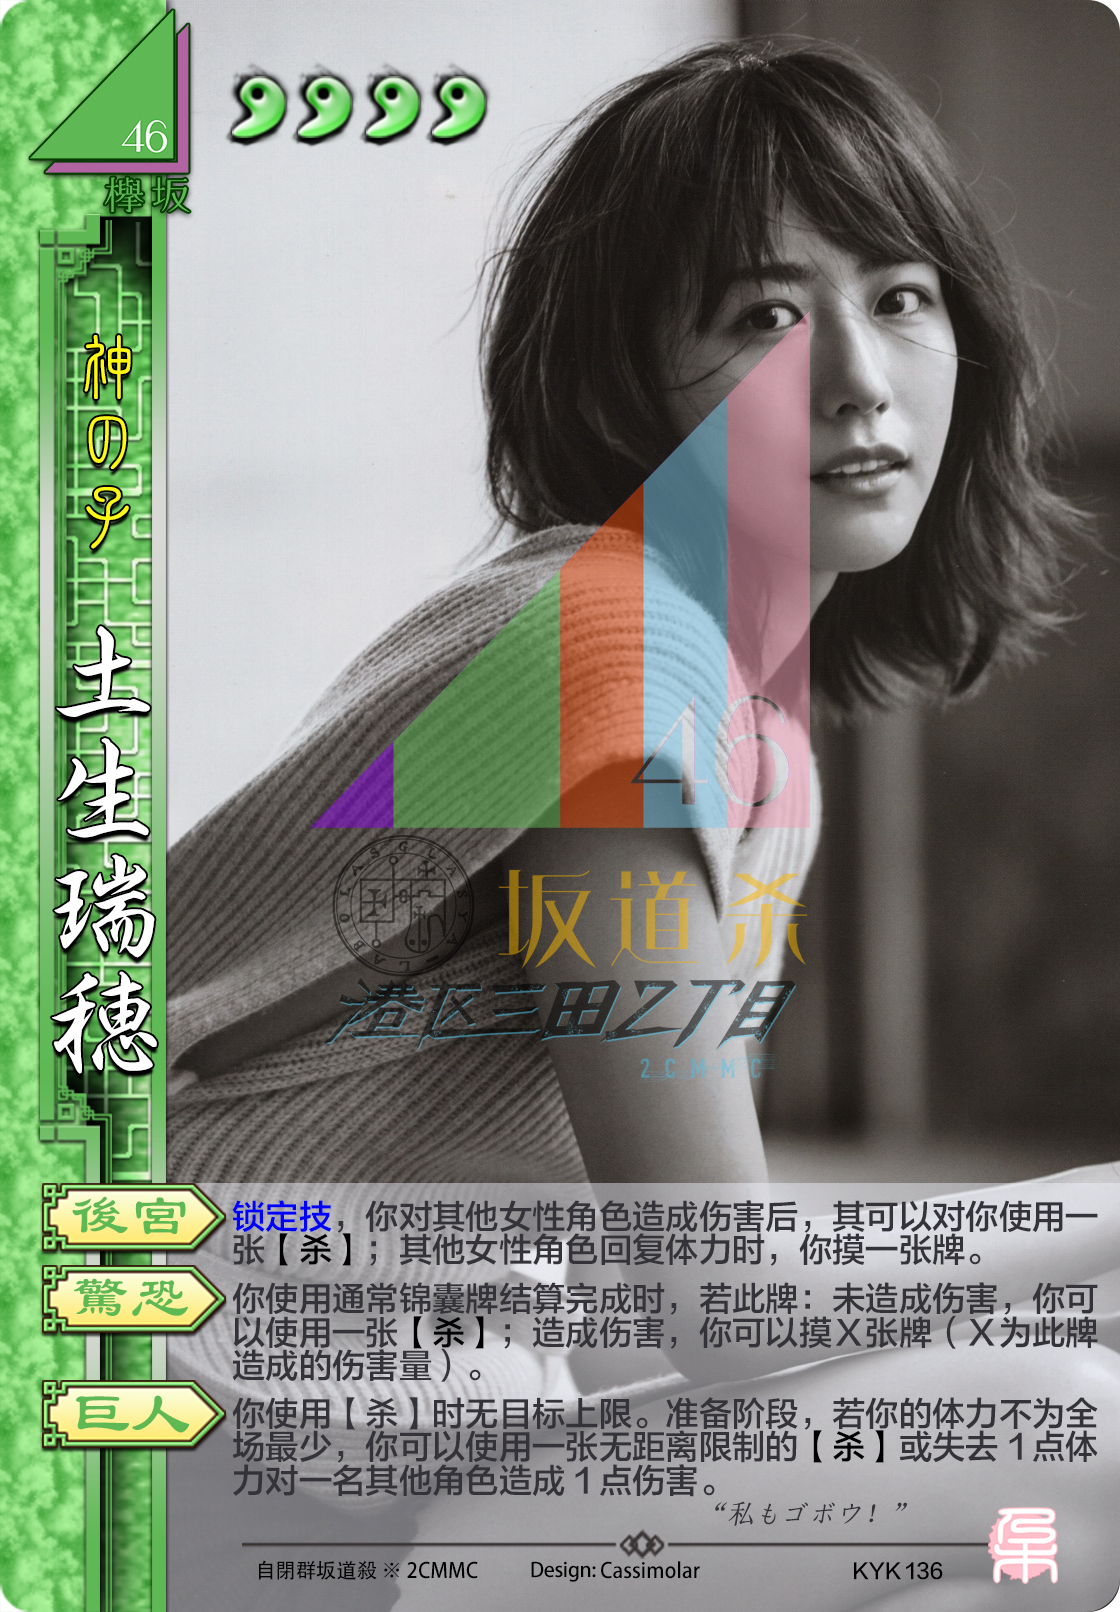 46
欅坂
神の子
土生瑞穂
46
坂道杀
港区三田2丁目
2CMMC
後宮
锁定技，你对其他女性角色造成伤害后，其可以对你使用一
张【杀】；其他女性角色回复体力时，你摸一张牌。
驚恐
你使用通常锦囊牌结算完成时，若此牌：未造成伤害，你可
以使用一张【杀】；造成伤害，你可以摸X张牌（X为此牌
造成的伤害量）。
巨人
你使用【杀】时无目标上限。准备阶段，若你的体力不为全
场最少，你可以使用一张无距离限制的【杀】或失去1点体
力对一名其他角色造成1点伤害。
“私もゴボウ！”
自閉群坂道殺 ※ 2CMMC
Design: Cassimolar
KYK 136